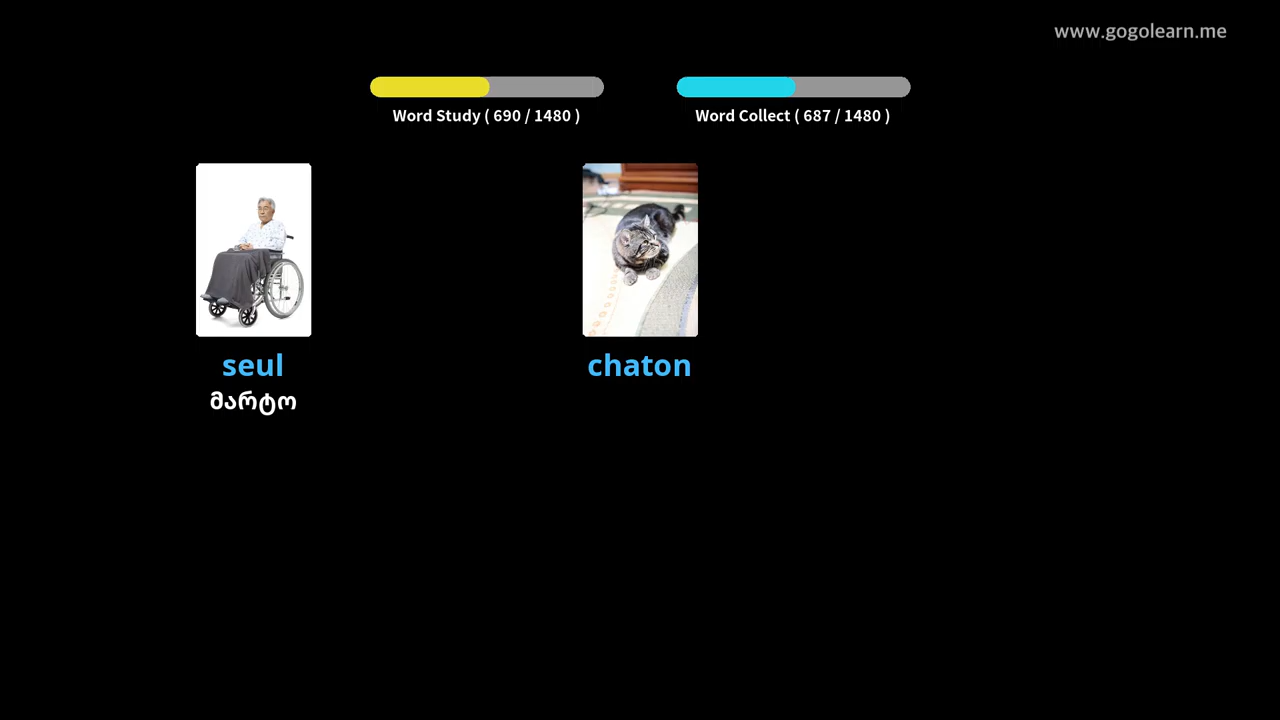 www.gogolearn.me
Word Study ( 690 / 1480 )
Word Collect ( 687 / 1480 )
seul
მარტო
chaton